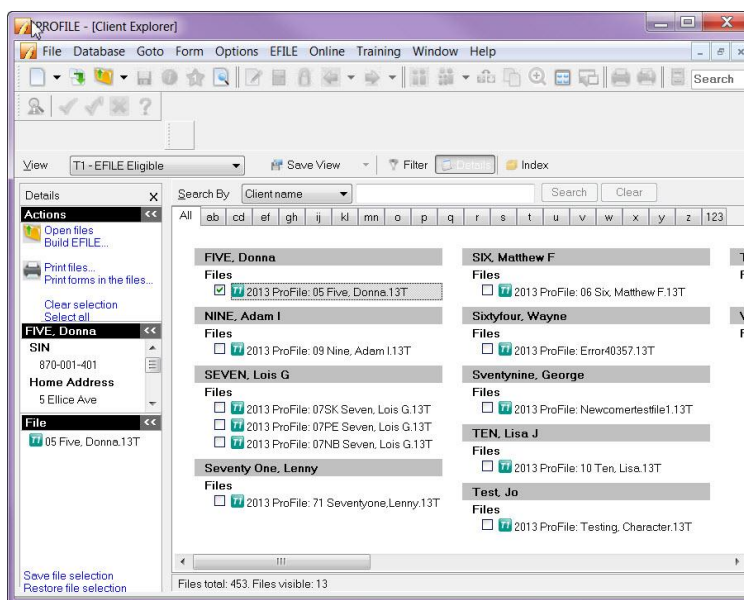 PROFILE - [Client Explorer]
File Database Goto Form Options EFILE Online Training Window Help
Search
View T1 - EFILE Eligible Save View Filter Details Index
Details X
Search By Client name Search Clear
Actions <<
All ab cd ef gh ij kl mn o p q r s t u v w x y z 123
Open files
Build EFILE...
Print files...
Print forms in the files...
Clear selection
Select all
FIVE, Donna <<
SIN
870-001-401
Home Address
5 Ellice Ave
File <<
05 Five, Donna.13T
Save file selection
Restore file selection
FIVE, Donna
Files
2013 ProFile: 05 Five, Donna.13T
NINE, Adam I
Files
2013 ProFile: 09 Nine, Adam I.13T
SEVEN, Lois G
Files
2013 ProFile: 07SK Seven, Lois G.13T
2013 ProFile: 07PE Seven, Lois G.13T
2013 ProFile: 07NB Seven, Lois G.13T
Seventy One, Lenny
Files
2013 ProFile: 71 Seventyone,Lenny.13T
SIX, Matthew F
Files
2013 ProFile: 06 Six, Matthew F.13T
Sixtyfour, Wayne
Files
2013 ProFile: Error40357.13T
Sventynine, George
Files
2013 ProFile: Newcomertestfile1.13T
TEN, Lisa J
Files
2013 ProFile: 10 Ten, Lisa.13T
Test, Jo
Files
2013 ProFile: Testing, Character.13T
Files total: 453. Files visible: 13